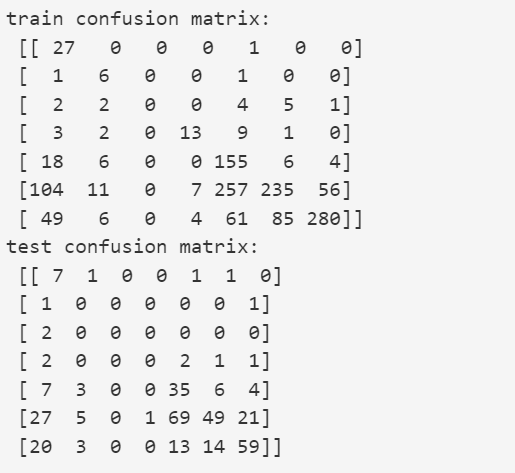 train confusion matrix:
[[ 27 0 0 0 1 0 0]
[ 1 6 0 0 1 0 0]
[ 2 2 0 0 4 5 1]
[ 3 2 0 13 9 1 0]
[ 18 6 0 0 155 6 4]
[104 11 0 7 257 235 56]
[ 49 6 0 4 61 85 280]]
test confusion matrix:
[[ 7 1 0 0 1 1 0]
[ 1 0 0 0 0 0 1]
[ 2 0 0 0 0 0 0]
[ 2 0 0 0 2 1 1]
[ 7 3 0 0 35 6 4]
[27 5 0 1 69 49 21]
[20 3 0 0 13 14 59]]